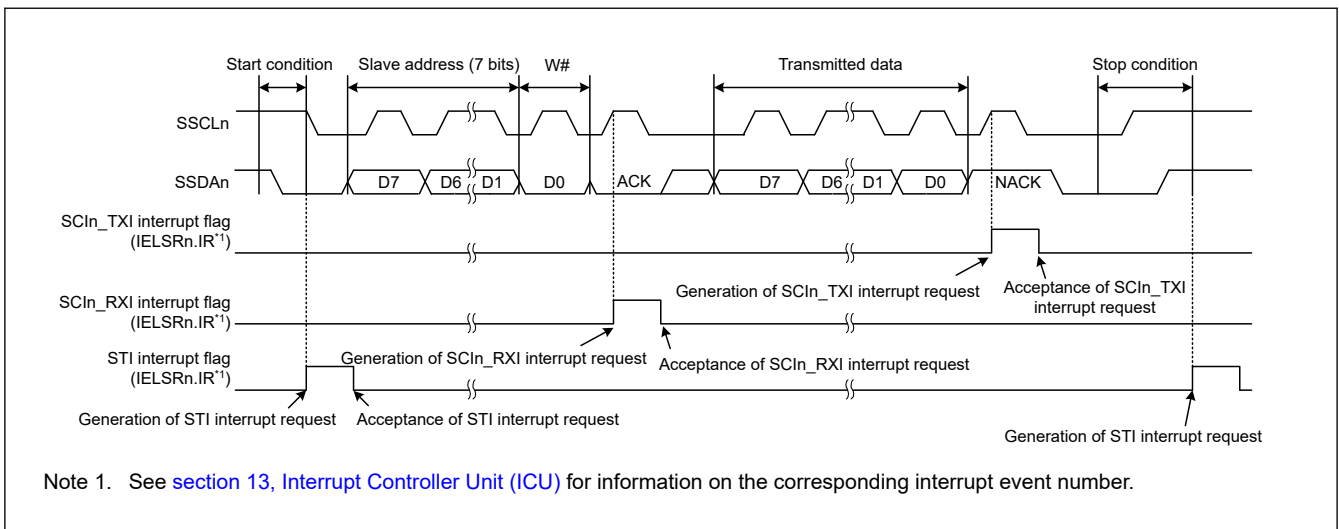 Start condition
Slave address (7 bits)
W#
Transmitted data
Stop condition
SSCLn
SSDAn
D7
D6
D1
D0
ACK
D7
D6
D1
D0
NACK
SCIn_TXI interrupt flag
(IELSRn.IR*1)
Generation of SCIn_TXI interrupt request
Acceptance of SCIn_TXI
interrupt request
SCIn_RXI interrupt flag
(IELSRn.IR*1)
Generation of SCIn_RXI interrupt request
Acceptance of SCIn_RXI interrupt request
STI interrupt flag
(IELSRn.IR*1)
Generation of STI interrupt request
Acceptance of STI interrupt request
Generation of STI interrupt request
Note 1. See section 13, Interrupt Controller Unit (ICU) for information on the corresponding interrupt event number.